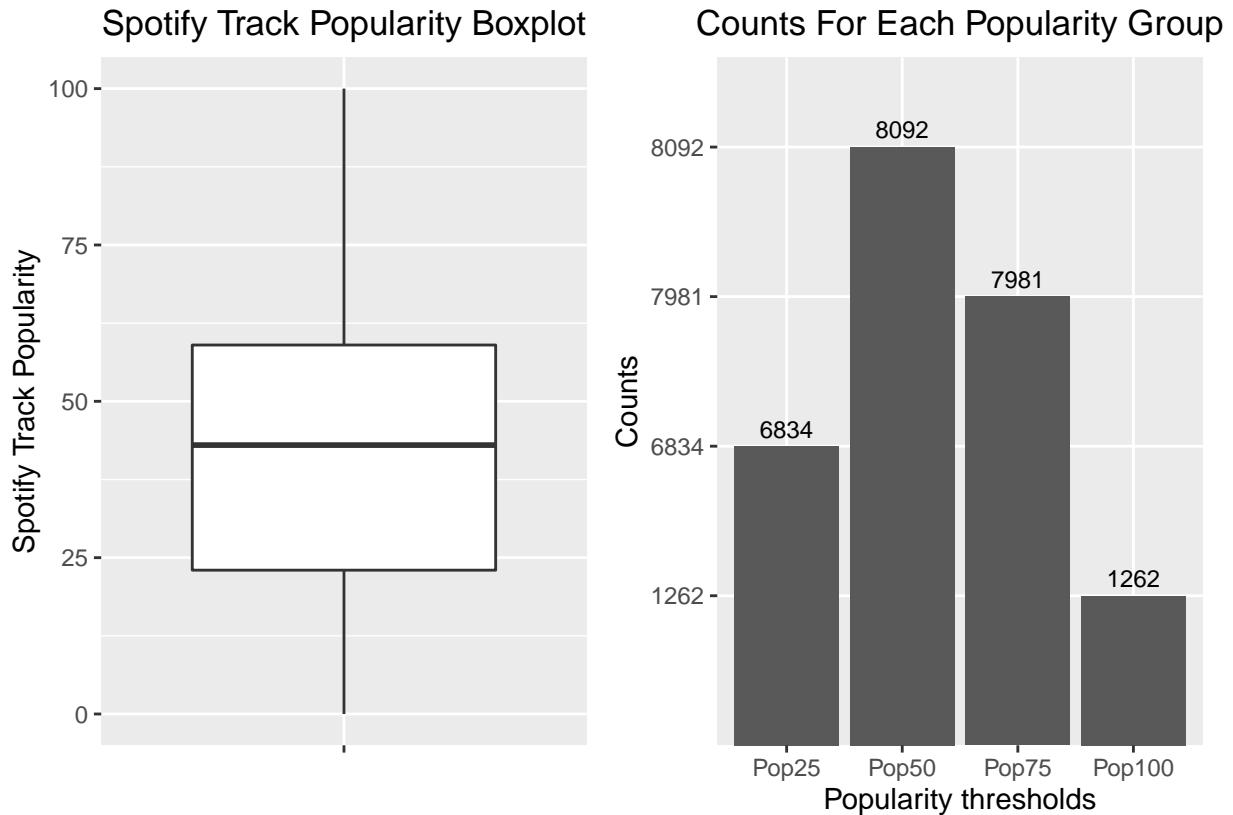 Spotify Track Popularity Boxplot
Spotify Track Popularity
100
75
50
25
0
Counts For Each Popularity Group
Counts
8092
7981
6834
1262
6834
8092
7981
1262
Pop25 Pop50 Pop75 Pop100
Popularity thresholds